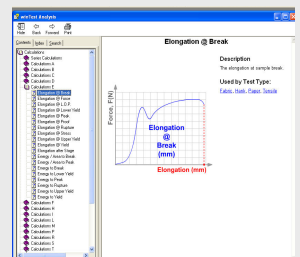 winTest Analysis
Hide Back Forward Print
Contents Index Search
Calculations
Series Calculations
Calculations A
Calculations B
Calculations C
Calculations D
Calculations E
Elongation @ Break
Elongation @ Force
Elongation @ L.O.P
Elongation @ Lower Yield
Elongation @ Peak
Elongation @ Proof
Elongation @ Rupture
Elongation @ Stress
Elongation @ Upper Yield
Elongation @ Yield
Elongation after Stage
Energy / Area to Break
Energy / Area to Peak
Energy to Break
Energy to Lower Yield
Energy to Peak
Energy to Rupture
Energy to Upper Yield
Energy to Yield
Calculations F
Calculations H
Calculations I
Calculations L
Calculations M
Calculations P
Calculations R
Calculations S
Calculations T
Elongation @ Break
Description
The elongation at sample break.
Used by Test Type:
Fabric, Hank, Paper, Tensile
Force, F(N)
Elongation
@
Break
(mm)
Elongation (mm)